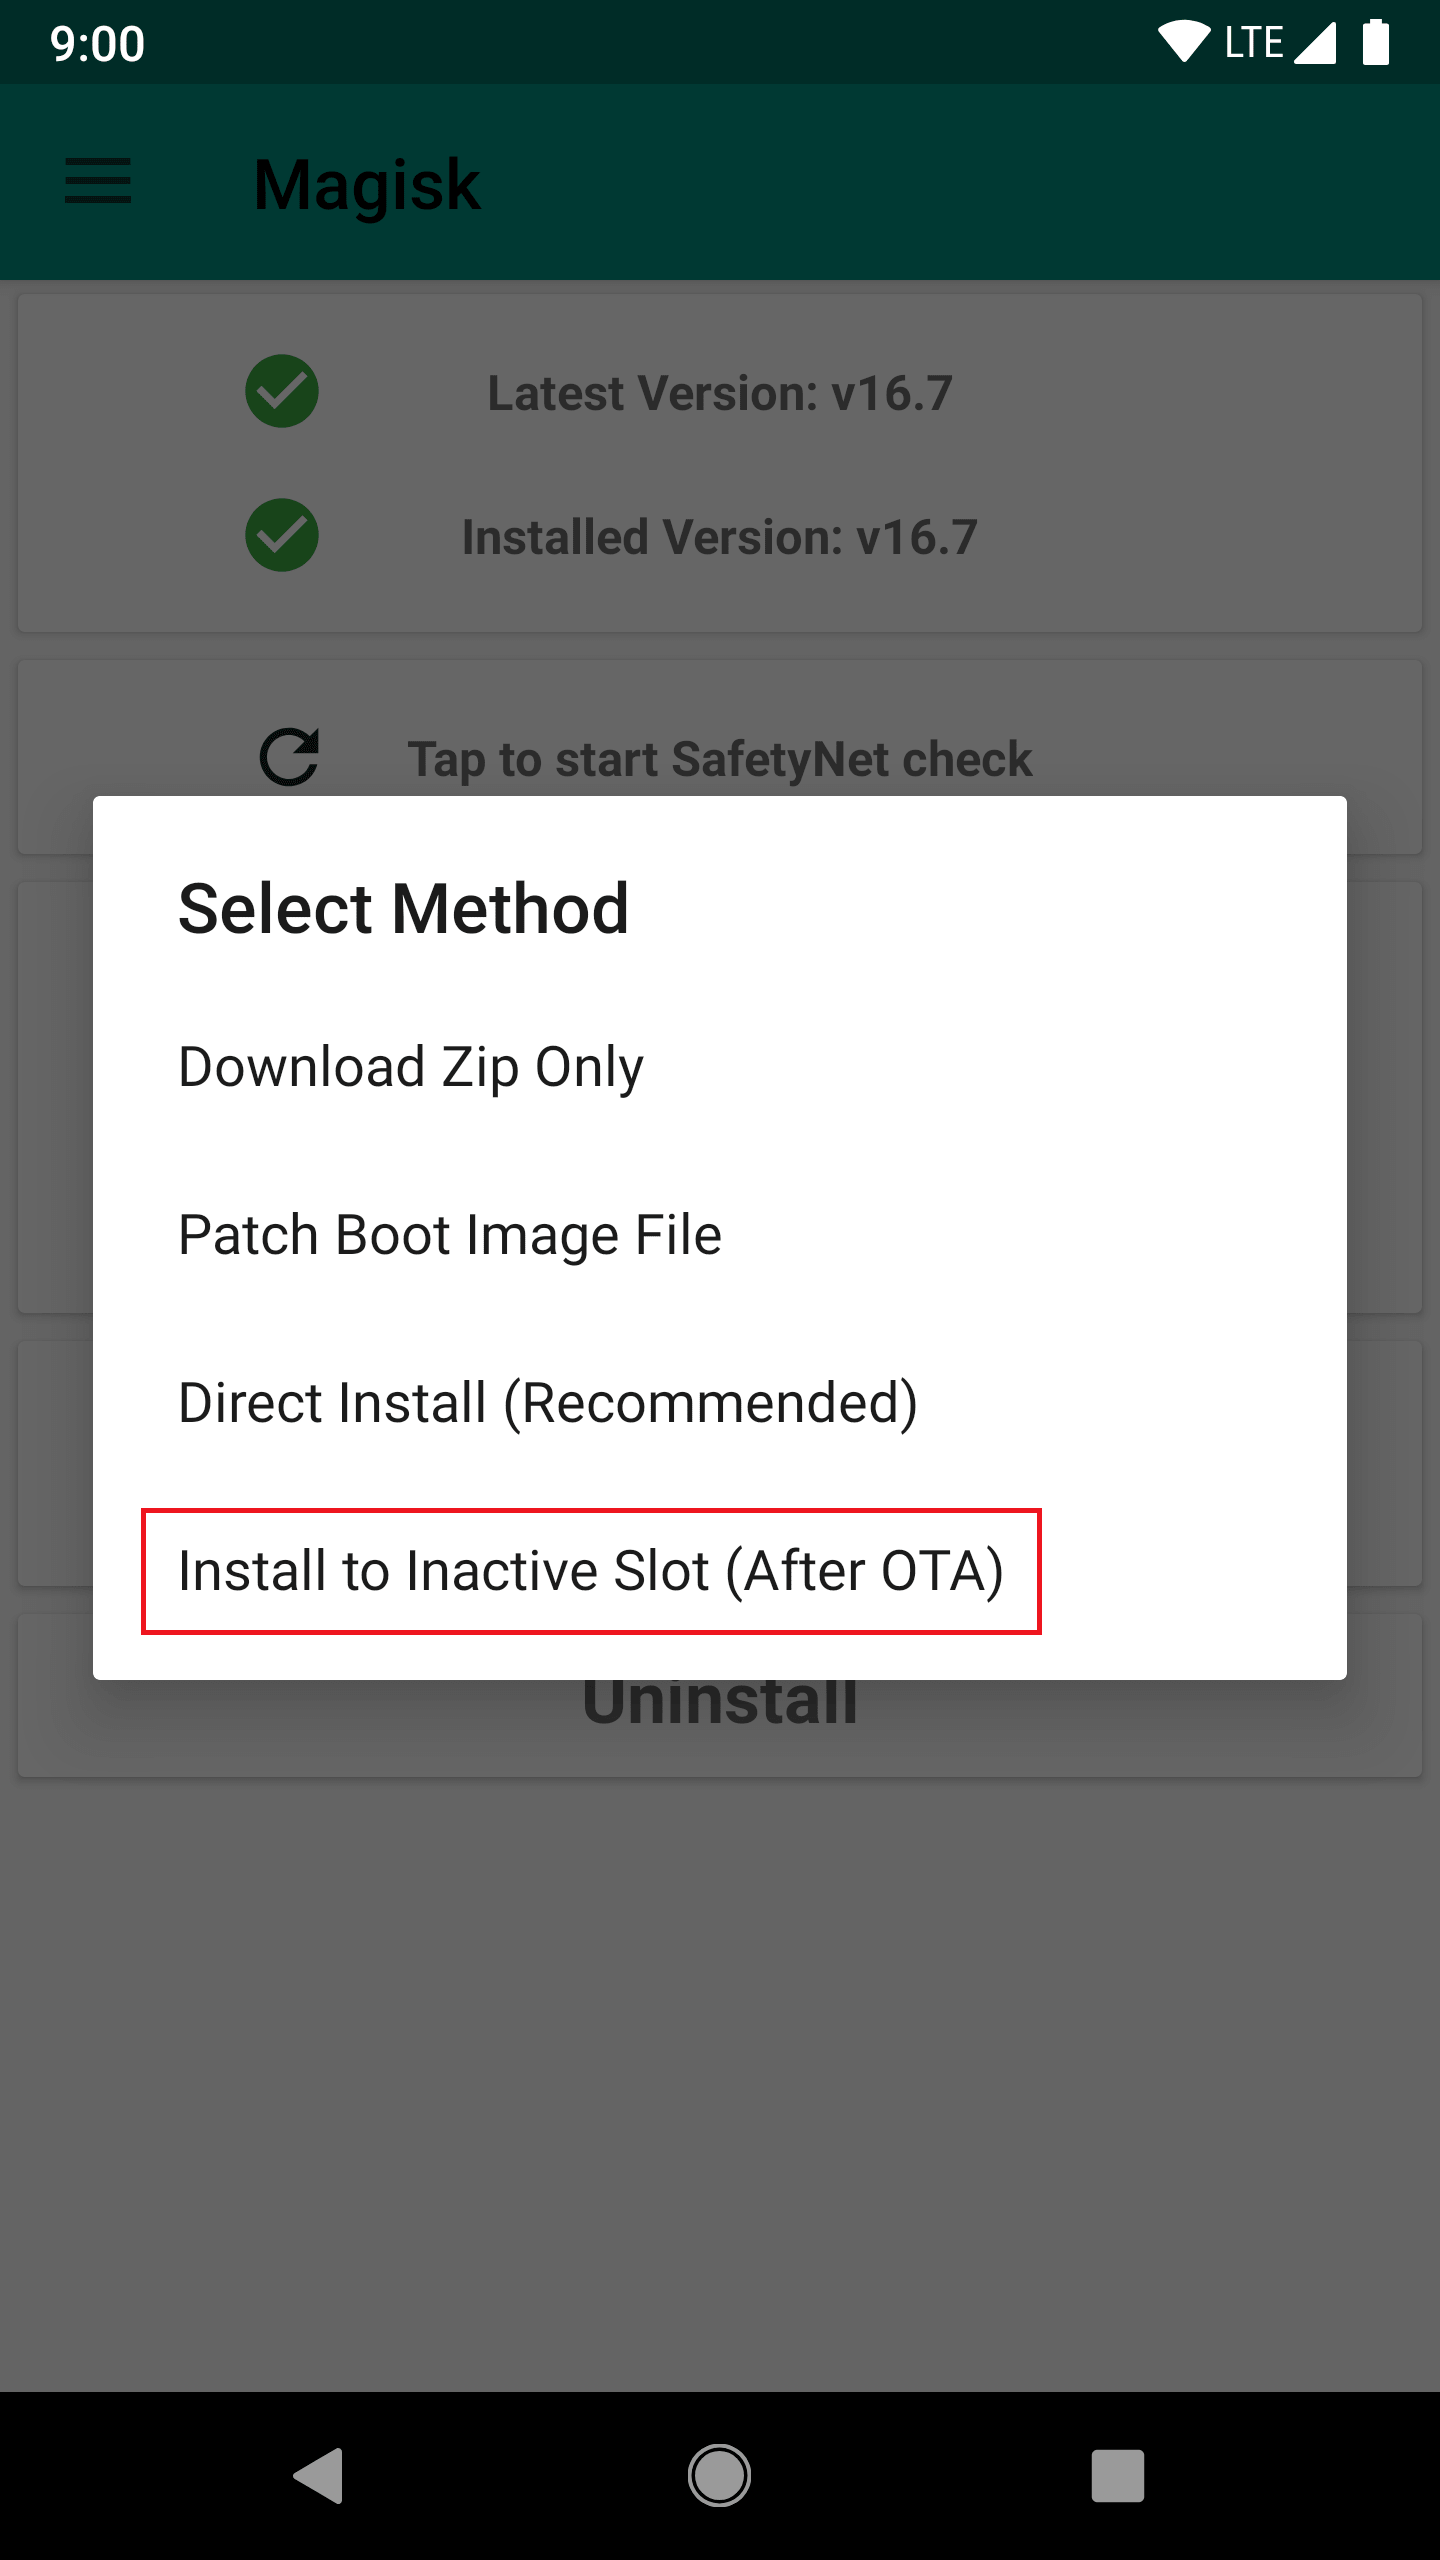 9:00 LTE
Magisk
Latest Version: v16.7
Installed Version: v16.7
Tap to start SafetyNet check
Select Method
Download Zip Only
Patch Boot Image File
Direct Install (Recommended)
Install to Inactive Slot (After OTA)
Uninstall